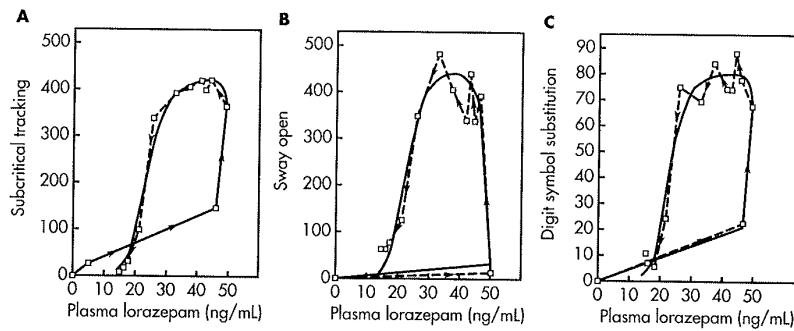 A
Subcritical tracking
500
400
300
200
100
0
0 10 20 30 40 50 60
Plasma lorazepam (ng/mL)
B
Sway open
500
400
300
200
100
0
0 10 20 30 40 50
Plasma lorazepam (ng/mL)
C
Digit symbol substitution
90
80
70
60
50
40
30
20
10
0
0 10 20 30 40 50 60
Plasma lorazepam (ng/mL)